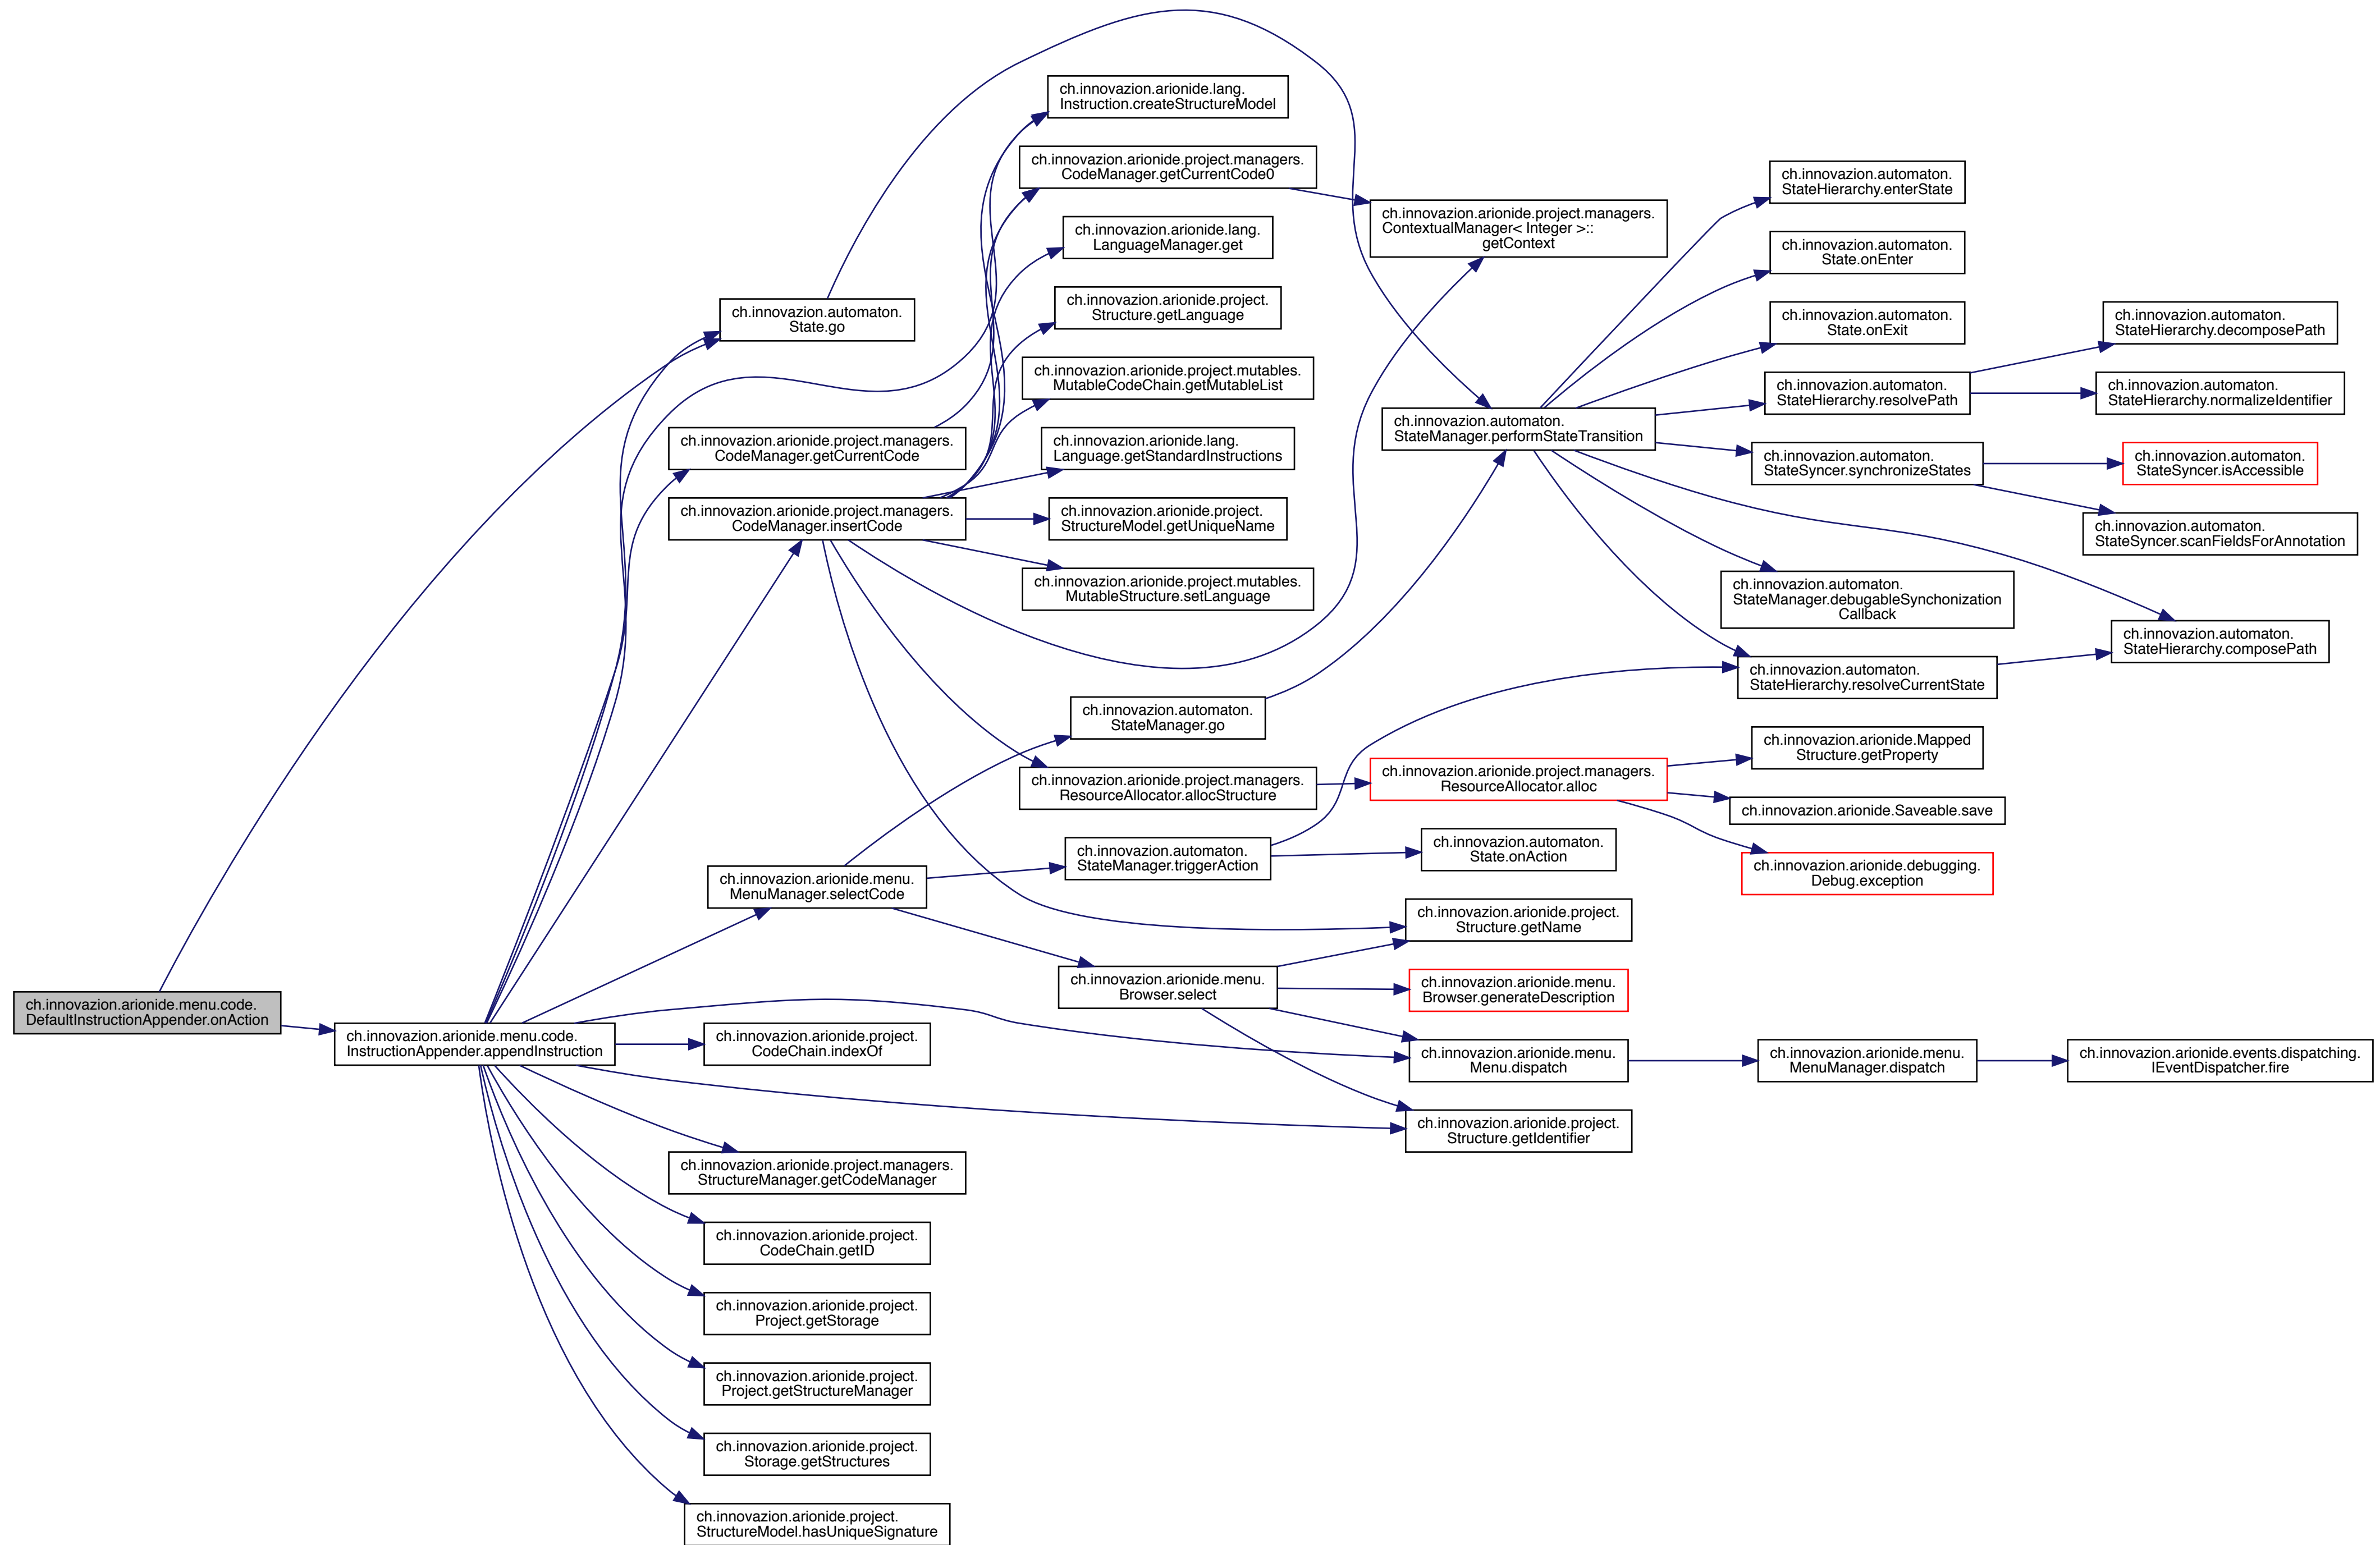 ch.innovazion.arionide.menu.code.
DefaultInstructionAppender.onAction
ch.innovazion.arionide.menu.code.
InstructionAppender.appendInstruction
ch.innovazion.automaton.
State.go
ch.innovazion.arionide.project.managers.
CodeManager.getCurrentCode
ch.innovazion.arionide.project.managers.
CodeManager.insertCode
ch.innovazion.arionide.menu.
MenuManager.selectCode
ch.innovazion.arionide.project.
CodeChain.indexOf
ch.innovazion.arionide.project.managers.
StructureManager.getCodeManager
ch.innovazion.arionide.project.
CodeChain.getID
ch.innovazion.arionide.project.
Project.getStorage
ch.innovazion.arionide.project.
Project.getStructureManager
ch.innovazion.arionide.project.
Storage.getStructures
ch.innovazion.arionide.project.
StructureModel.hasUniqueSignature
ch.innovazion.arionide.lang.
Instruction.createStructureModel
ch.innovazion.arionide.project.managers.
CodeManager.getCurrentCode0
ch.innovazion.arionide.lang.
LanguageManager.get
ch.innovazion.arionide.project.
Structure.getLanguage
ch.innovazion.arionide.project.mutables.
MutableCodeChain.getMutableList
ch.innovazion.arionide.lang.
Language.getStandardInstructions
ch.innovazion.arionide.project.
StructureModel.getUniqueName
ch.innovazion.arionide.project.mutables.
MutableStructure.setLanguage
ch.innovazion.automaton.
StateManager.go
ch.innovazion.arionide.project.managers.
ResourceAllocator.allocStructure
ch.innovazion.automaton.
StateManager.triggerAction
ch.innovazion.arionide.menu.
Browser.select
ch.innovazion.arionide.project.managers.
ContextualManager< Integer >::
getContext
ch.innovazion.automaton.
StateManager.performStateTransition
ch.innovazion.arionide.project.managers.
ResourceAllocator.alloc
ch.innovazion.automaton.
State.onAction
ch.innovazion.arionide.project.
Structure.getName
ch.innovazion.arionide.menu.
Browser.generateDescription
ch.innovazion.arionide.menu.
Menu.dispatch
ch.innovazion.arionide.project.
Structure.getIdentifier
ch.innovazion.automaton.
StateHierarchy.enterState
ch.innovazion.automaton.
State.onEnter
ch.innovazion.automaton.
State.onExit
ch.innovazion.automaton.
StateHierarchy.resolvePath
ch.innovazion.automaton.
StateSyncer.synchronizeStates
ch.innovazion.automaton.
StateManager.debugableSynchonization
Callback
ch.innovazion.automaton.
StateHierarchy.resolveCurrentState
ch.innovazion.arionide.Mapped
Structure.getProperty
ch.innovazion.arionide.Saveable.save
ch.innovazion.arionide.debugging.
Debug.exception
ch.innovazion.arionide.menu.
MenuManager.dispatch
ch.innovazion.automaton.
StateHierarchy.decomposePath
ch.innovazion.automaton.
StateHierarchy.normalizeIdentifier
ch.innovazion.automaton.
StateSyncer.isAccessible
ch.innovazion.automaton.
StateSyncer.scanFieldsForAnnotation
ch.innovazion.automaton.
StateHierarchy.composePath
ch.innovazion.arionide.events.dispatching.
IEventDispatcher.fire